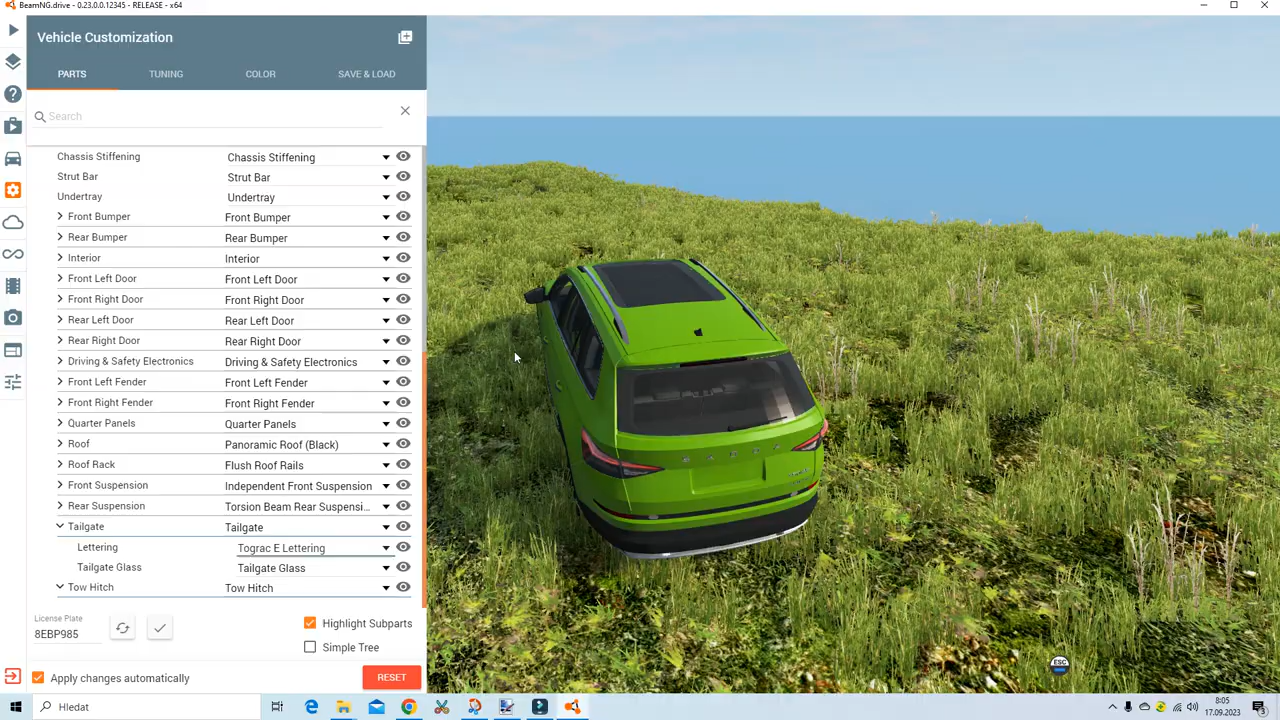 BeamNG.drive - 0.23.0.0.12345 - RELEASE - x64
Vehicle Customization
PARTS TUNING COLOR SAVE & LOAD
Search
Chassis Stiffening Chassis Stiffening
Strut Bar Strut Bar
Undertray Undertray
Front Bumper Front Bumper
Rear Bumper Rear Bumper
Interior Interior
Front Left Door Front Left Door
Front Right Door Front Right Door
Rear Left Door Rear Left Door
Rear Right Door Rear Right Door
Driving & Safety Electronics Driving & Safety Electronics
Front Left Fender Front Left Fender
Front Right Fender Front Right Fender
Quarter Panels Quarter Panels
Roof Panoramic Roof (Black)
Roof Rack Flush Roof Rails
Front Suspension Independent Front Suspension
Rear Suspension Torsion Beam Rear Suspensi...
Tailgate Tailgate
Lettering Tograc E Lettering
Tailgate Glass Tailgate Glass
Tow Hitch Tow Hitch
License Plate
8EBP985
Highlight Subparts
Simple Tree
Apply changes automatically
RESET
ESC
Hledat
8:05
17.09.2023
3